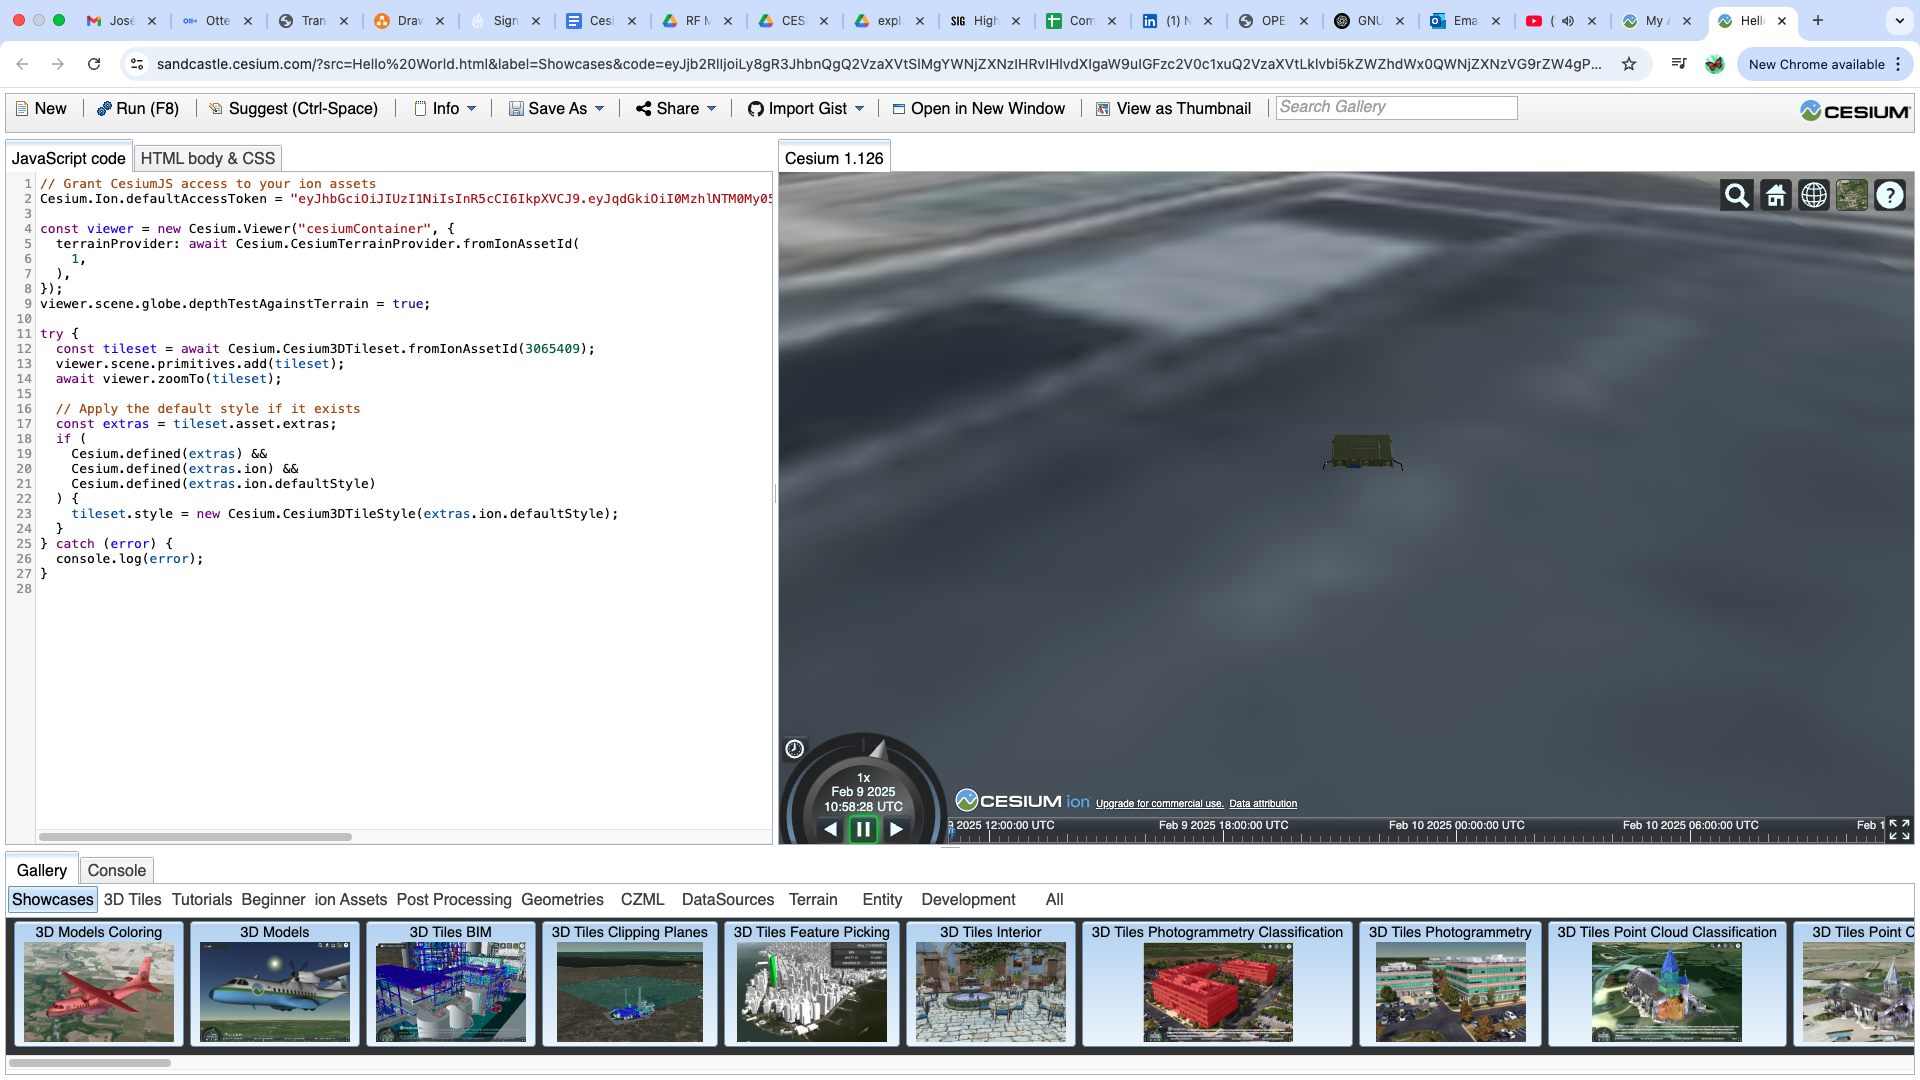 José
Otte
Tran
Drav
Sign
Cesi
RF M
CES
expl
SIG High
Com
(1) N
OPE
GNU
Ema
(
My A
Hell
sandcastle.cesium.com/?src=Hello%20World.html&label=Showcases&code=eyJjb2RlIjoiLy8gR3JhbnQgQ2VzaXVtSlMgYWNjZXNzIHRvIHlvdXIgaW9uIGFzc2V0c1xuQ2VzaXVtLklvbi5kZWZhdWx0QWNjZXNzVG9rZW4gP...
New Chrome available
New
Run (F8)
Suggest (Ctrl-Space)
Info
Save As
Share
Import Gist
Open in New Window
View as Thumbnail
Search Gallery
CESIUM
JavaScript code
HTML body & CSS
1 // Grant CesiumJS access to your ion assets
2 Cesium.Ion.defaultAccessToken = "eyJhbGciOiJIUzI1NiIsInR5cCI6IkpXVCJ9.eyJqdGkiOiI0MzhlNTM0My05
3
4 const viewer = new Cesium.Viewer("cesiumContainer", {
5 terrainProvider: await Cesium.CesiumTerrainProvider.fromIonAssetId(
6 1,
7 ),
8 });
9 viewer.scene.globe.depthTestAgainstTerrain = true;
10
11 try {
12 const tileset = await Cesium.Cesium3DTileset.fromIonAssetId(3065409);
13 viewer.scene.primitives.add(tileset);
14 await viewer.zoomTo(tileset);
15
16 // Apply the default style if it exists
17 const extras = tileset.asset.extras;
18 if (
19 Cesium.defined(extras) &&
20 Cesium.defined(extras.ion) &&
21 Cesium.defined(extras.ion.defaultStyle)
22 ) {
23 tileset.style = new Cesium.Cesium3DTileStyle(extras.ion.defaultStyle);
24 }
25 } catch (error) {
26 console.log(error);
27 }
28
Cesium 1.126
1x
Feb 9 2025
10:58:28 UTC
CESIUM ion Upgrade for commercial use. Data attribution
9 2025 12:00:00 UTC
Feb 9 2025 18:00:00 UTC
Feb 10 2025 00:00:00 UTC
Feb 10 2025 06:00:00 UTC
Feb 1
Gallery
Console
Showcases
3D Tiles
Tutorials
Beginner
ion Assets
Post Processing
Geometries
CZML
DataSources
Terrain
Entity
Development
All
3D Models Coloring
3D Models
3D Tiles BIM
3D Tiles Clipping Planes
3D Tiles Feature Picking
3D Tiles Interior
3D Tiles Photogrammetry Classification
3D Tiles Photogrammetry
3D Tiles Point Cloud Classification
3D Tiles Point C